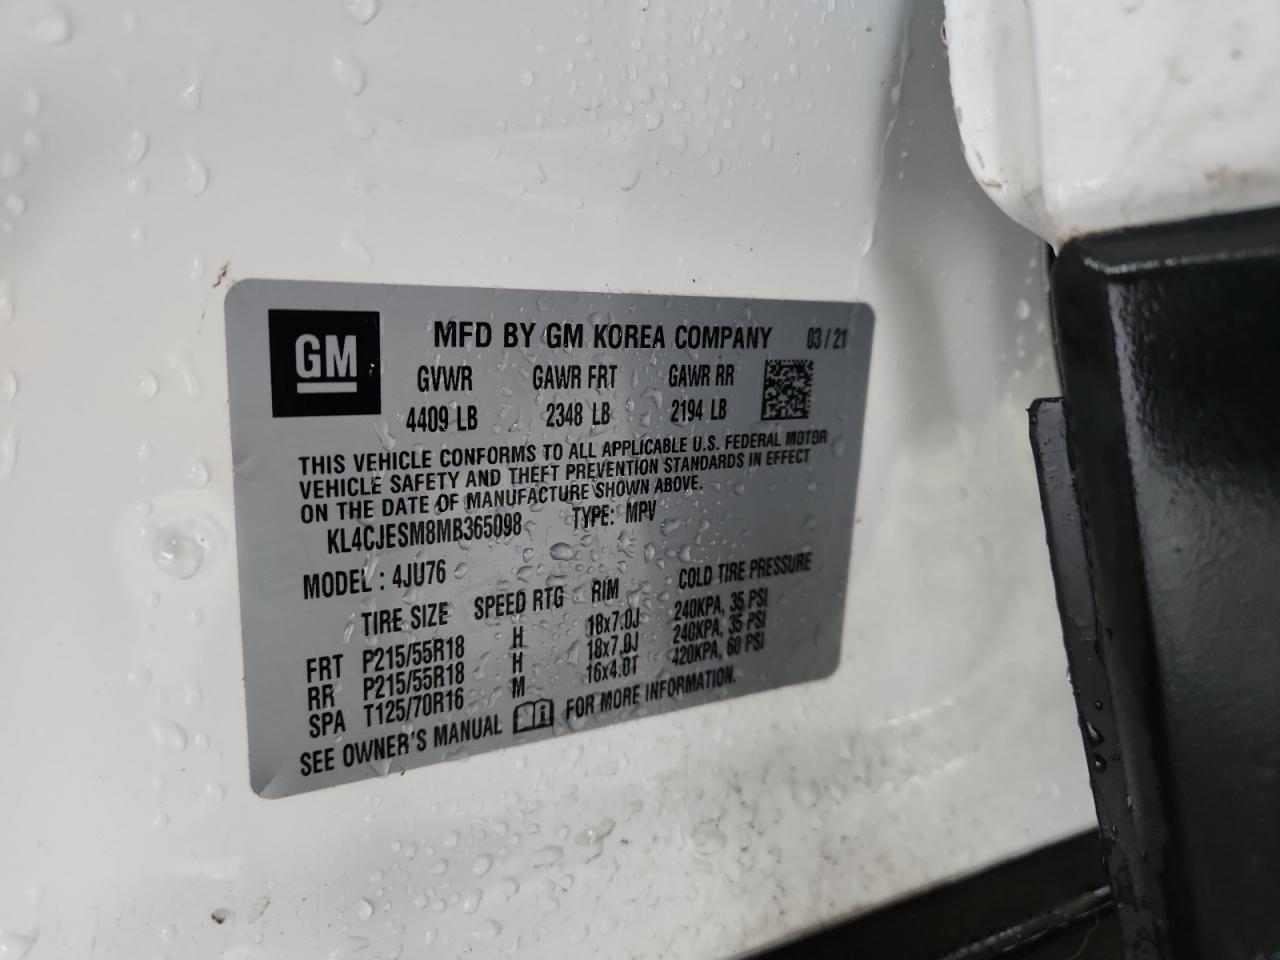 GM
MFD BY GM KOREA COMPANY 03/21
GVWR GAWR FRT GAWR RR
4409 LB 2348 LB 2194 LB
THIS VEHICLE CONFORMS TO ALL APPLICABLE U.S. FEDERAL MOTOR
VEHICLE SAFETY AND THEFT PREVENTION STANDARDS IN EFFECT
ON THE DATE OF MANUFACTURE SHOWN ABOVE.
KL4CJESM8MB365098 TYPE: MPV
MODEL: 4JU76
TIRE SIZE SPEED RTG RIM COLD TIRE PRESSURE
FRT P215/55R18 H 18x7.0J 240KPA, 35 PSI
RR P215/55R18 H 18x7.0J 240KPA, 35 PSI
SPA T125/70R16 M 16x4.0T 420KPA, 60 PSI
SEE OWNER'S MANUAL FOR MORE INFORMATION.